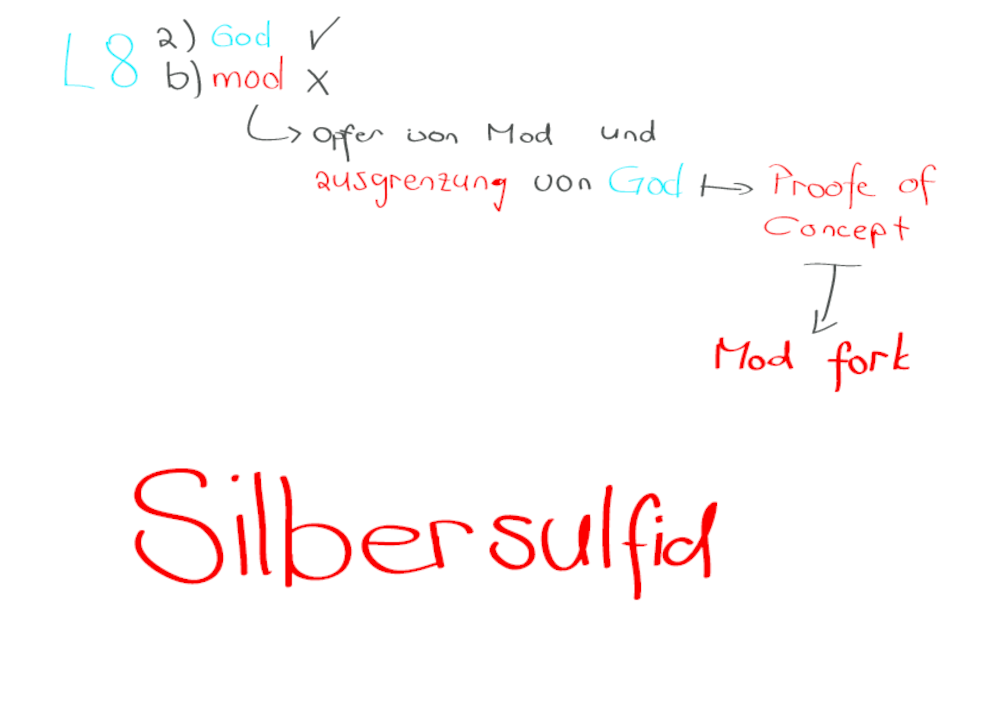 L8 a) God ✓
b) mod x
↳ opfer von Mod und
ausgrenzung von God ↦ Proofe of
Concept
↓
Mod fork
Silbersulfid